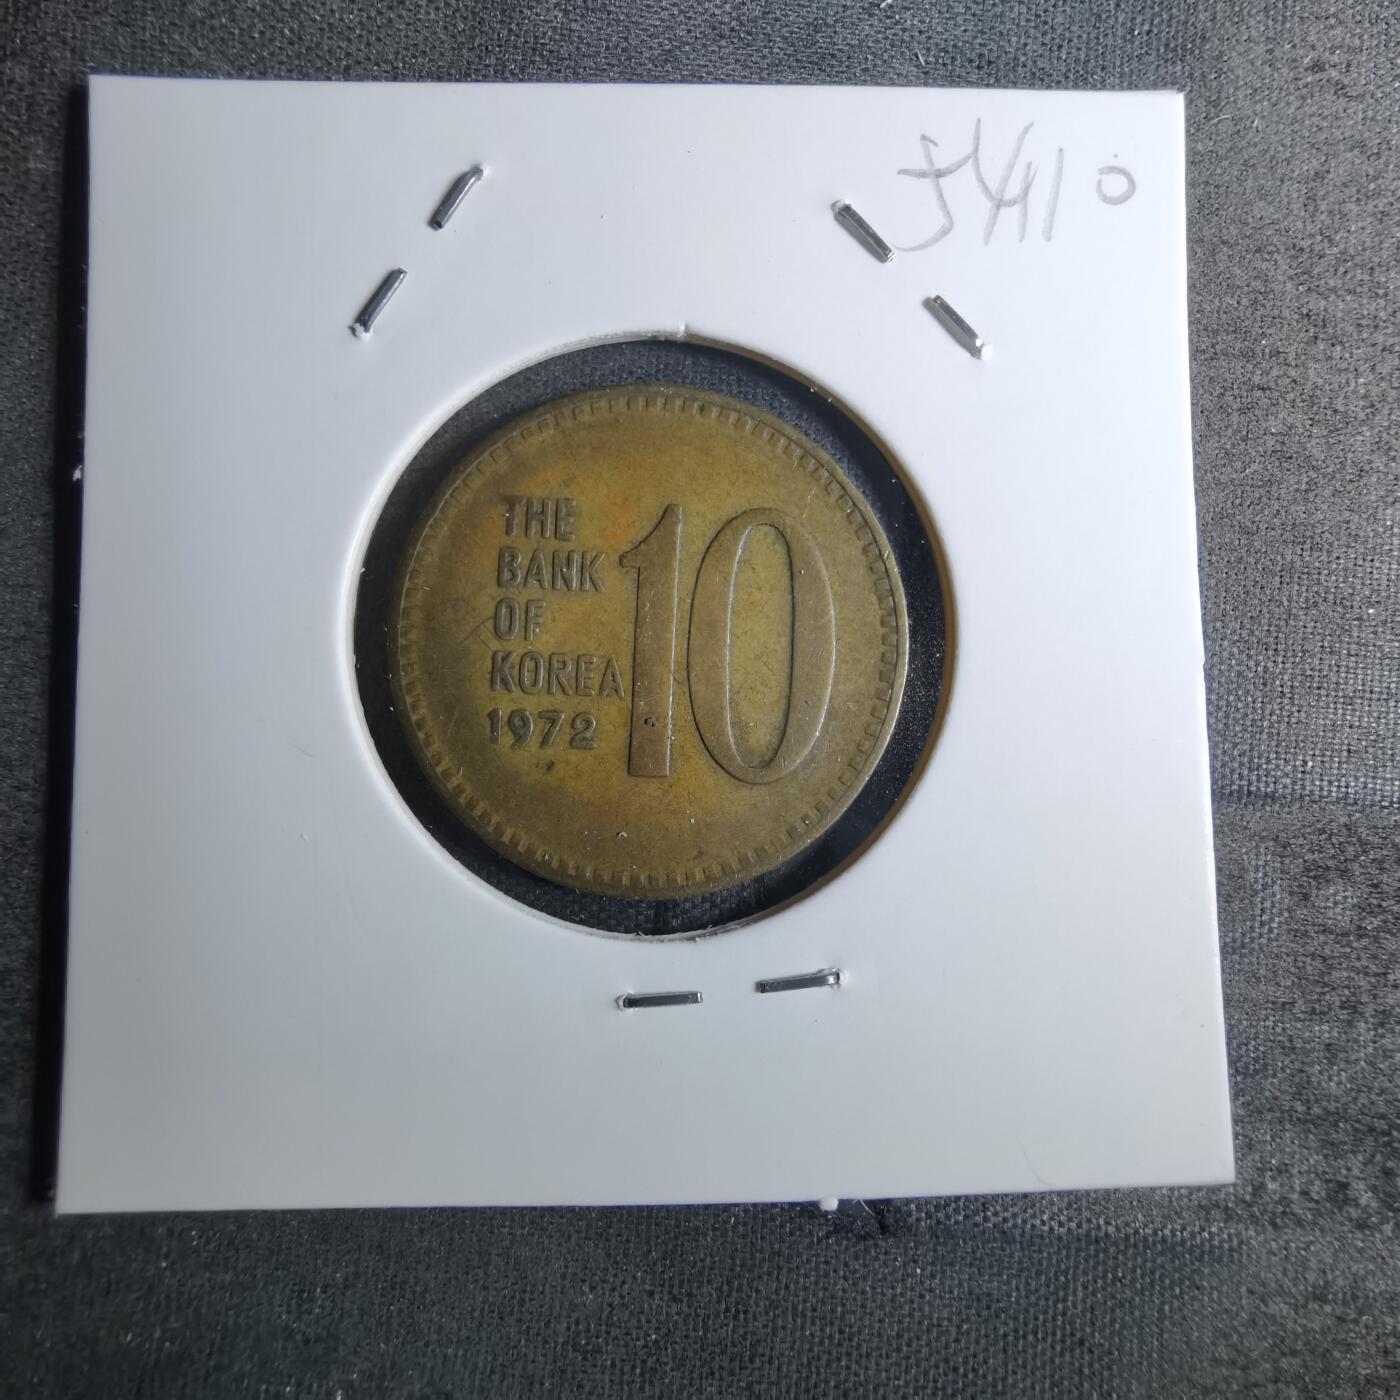 THE
BANK
OF
KOREA
1972
10